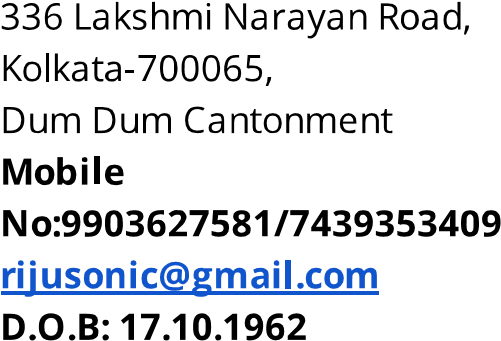 336 Lakshmi Narayan Road,
Kolkata-700065,
Dum Dum Cantonment
Mobile
No:9903627581/7439353409
rijusonic@gmail.com
D.O.B: 17.10.1962